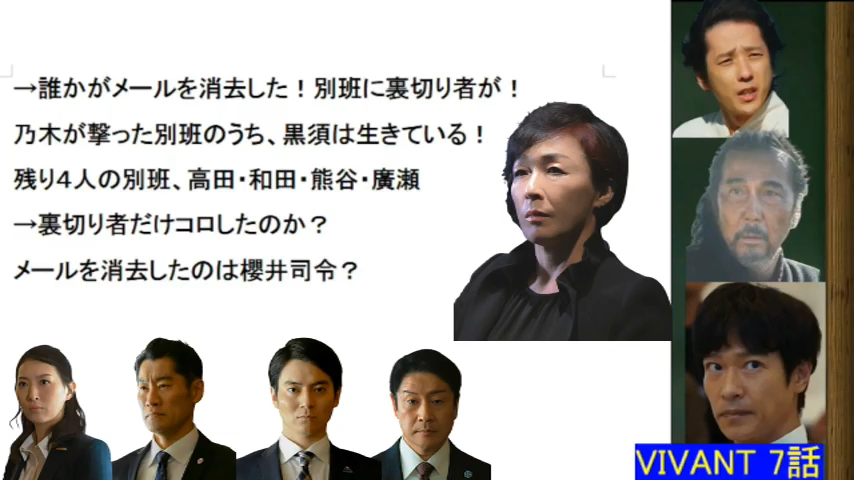 →誰かがメールを消去した！別班に裏切り者が！
乃木が撃った別班のうち、黒須は生きている！
残り４人の別班、高田・和田・熊谷・廣瀬
→裏切り者だけコロしたのか？
メールを消去したのは櫻井司令？
VIVANT 7話